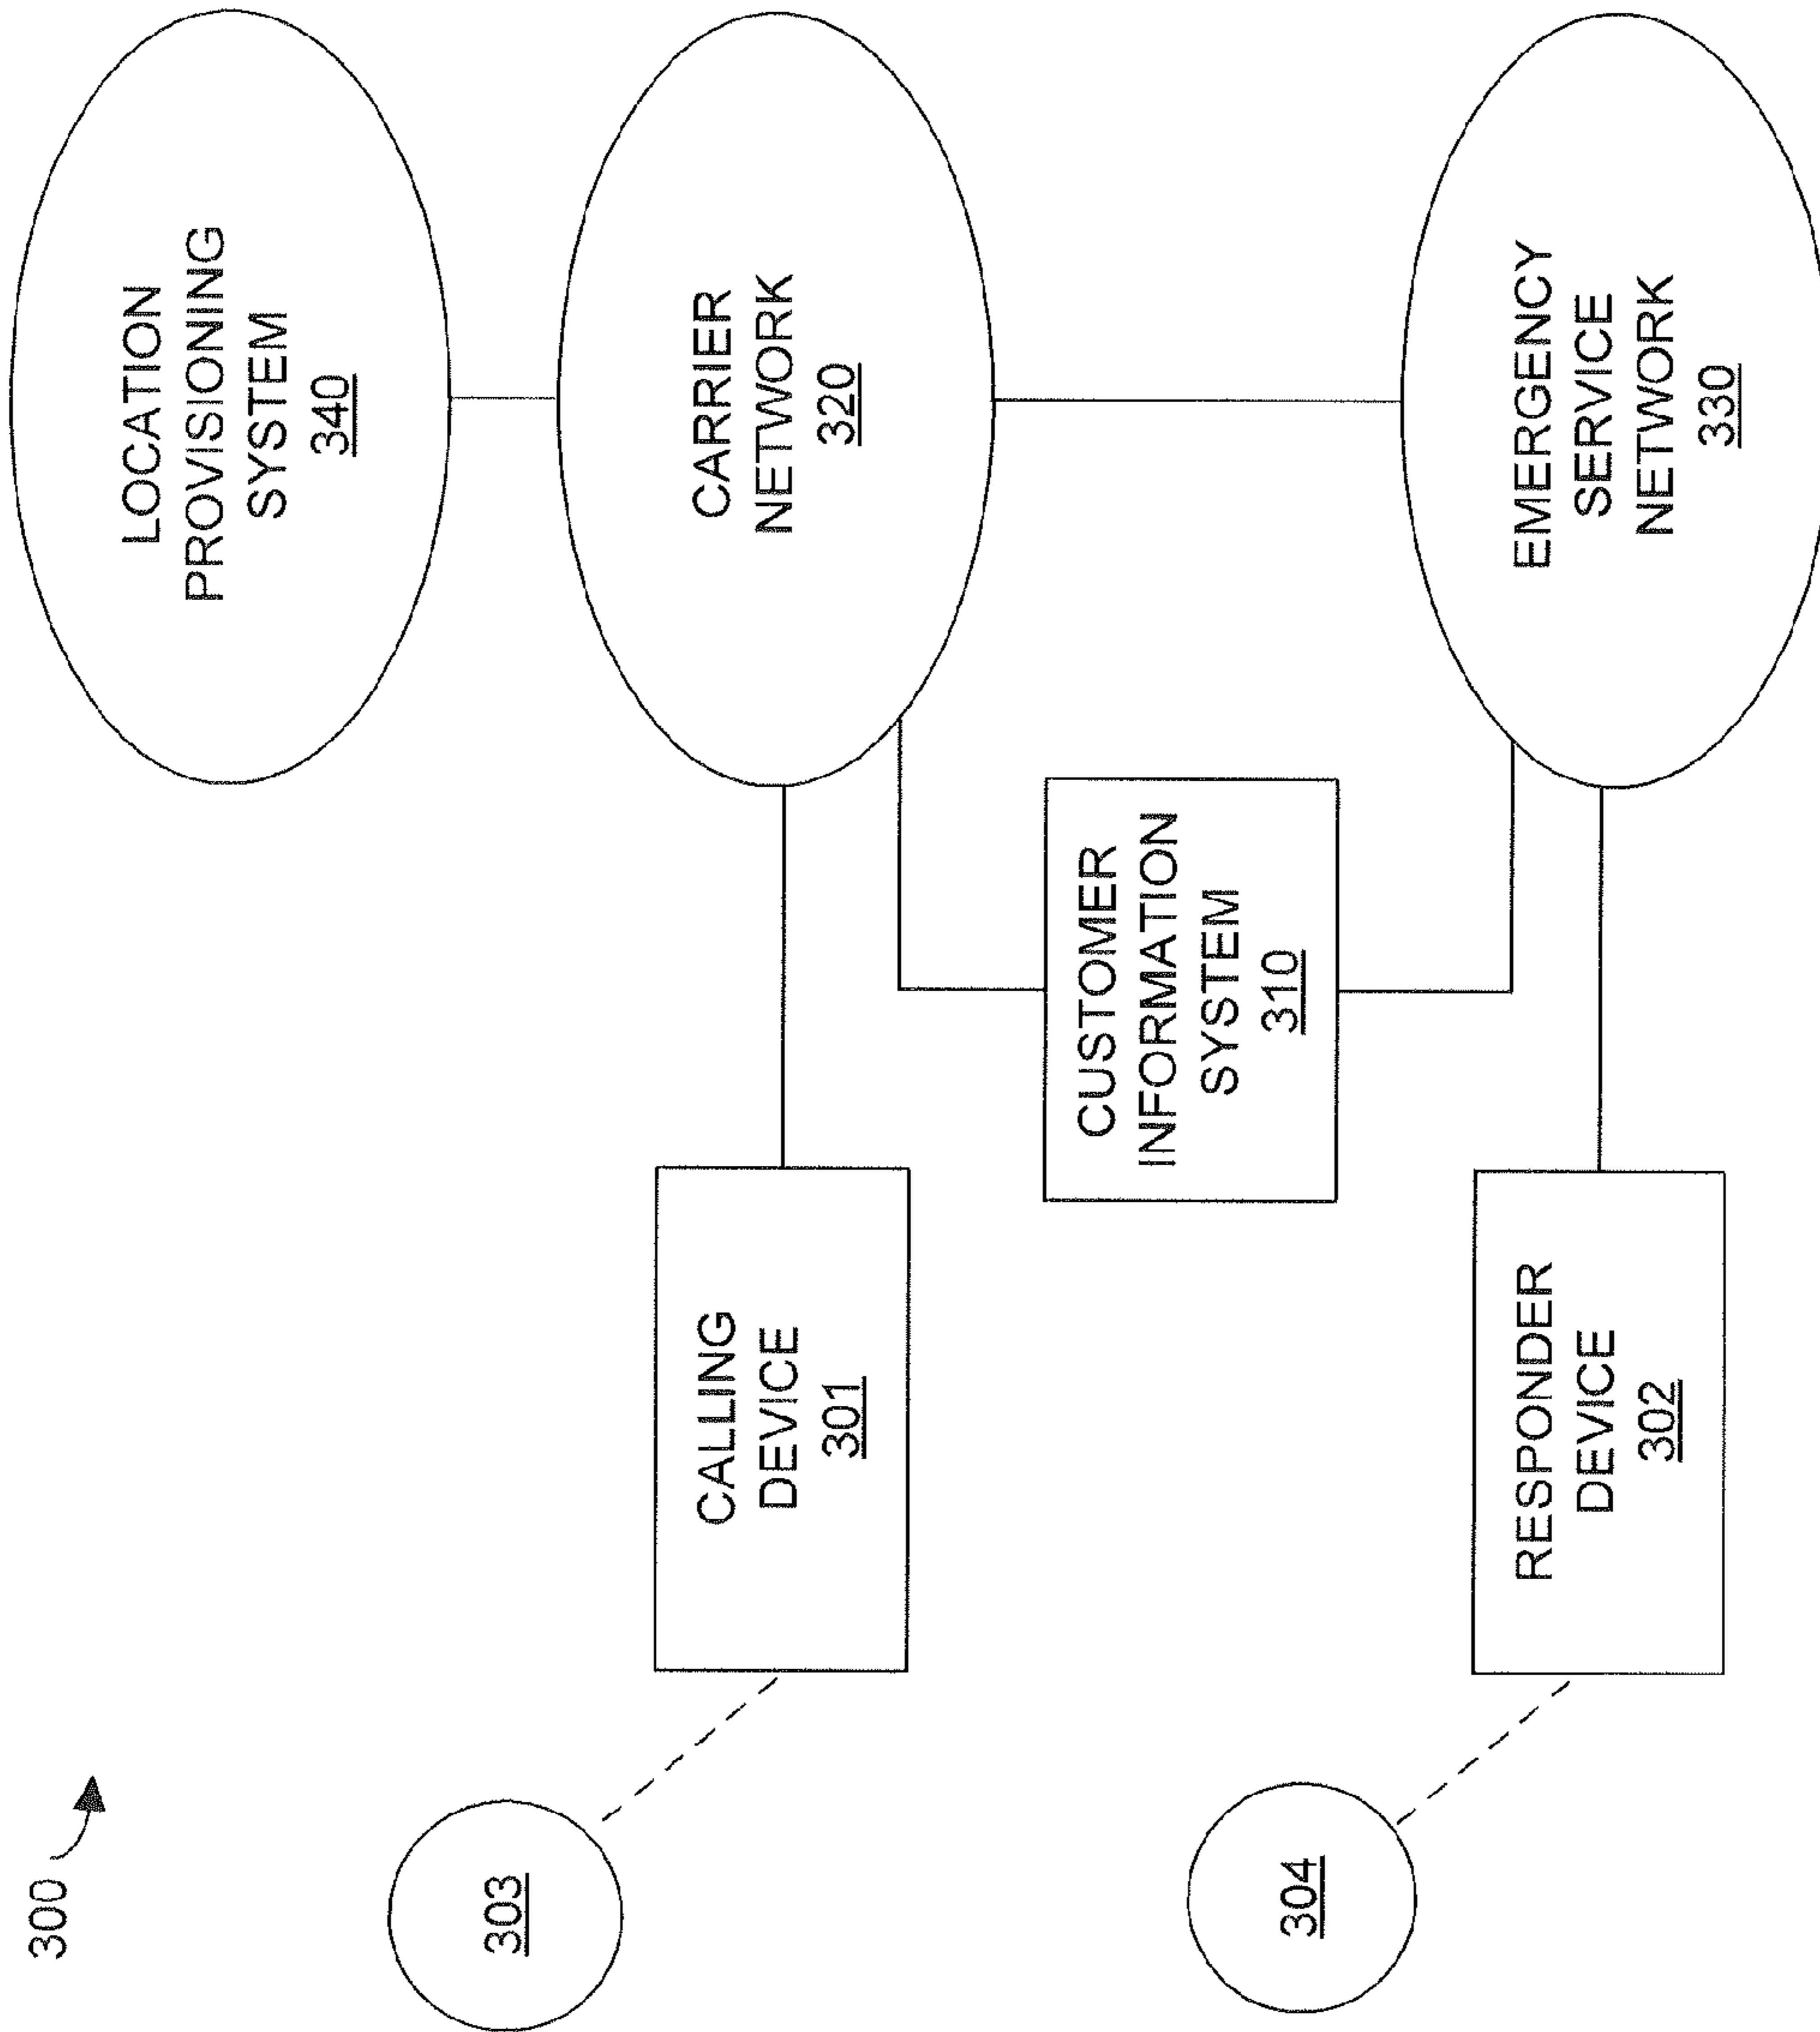 300
303
CALLING
DEVICE
301
LOCATION
PROVISIONING
SYSTEM
340
CARRIER
NETWORK
320
CUSTOMER
INFORMATION
SYSTEM
310
304
RESPONDER
DEVICE
302
EMERGENCY
SERVICE
NETWORK
330